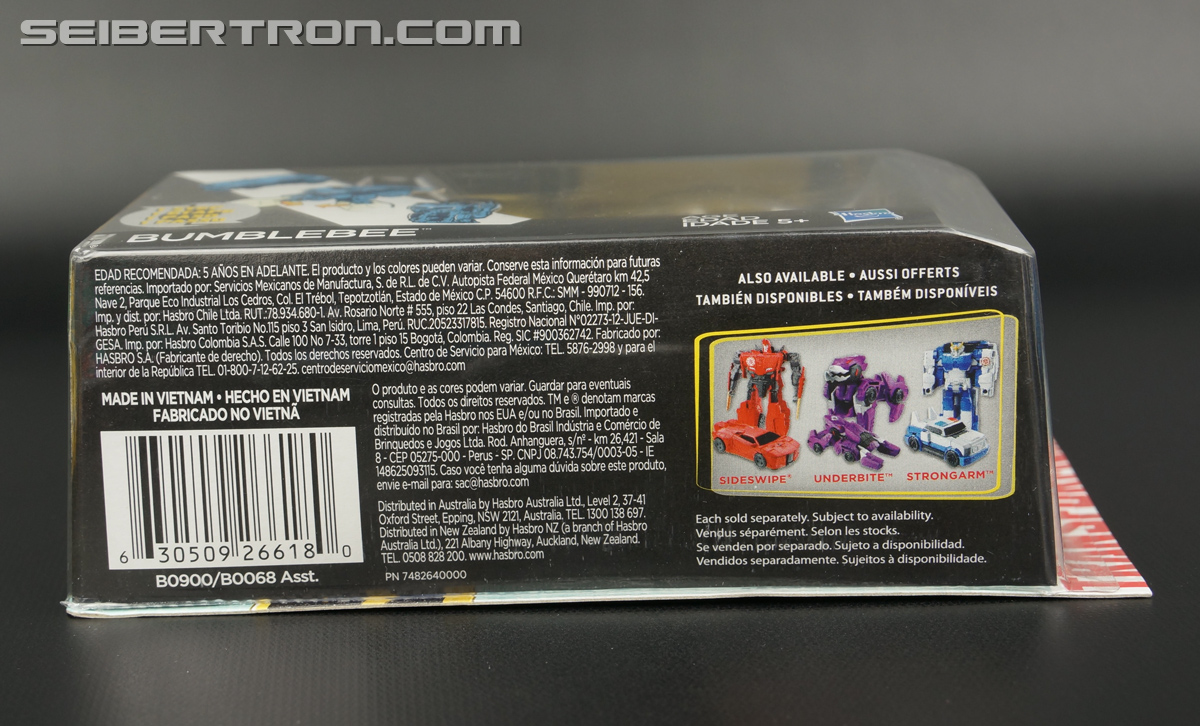 SEIBERTRON.COM
BUMBLEBEE™
EDAD
IDADE 5+
Hasbro
EDAD RECOMENDADA: 5 AÑOS EN ADELANTE. El producto y los colores pueden variar. Conserve esta información para futuras
referencias. Importado por: Servicios Mexicanos de Manufactura, S. de R.L. de C.V. Autopista Federal México Querétaro km 42.5
Nave 2, Parque Eco Industrial Los Cedros, Col. El Trébol, Tepotzotlán, Estado de México C.P. 54600 R.F.C.: SMM - 990712 - 156.
Imp. y dist. por: Hasbro Chile Ltda. RUT.:78.934.680-1. Av. Rosario Norte # 555, piso 22 Las Condes, Santiago, Chile. Imp. por:
Hasbro Perú S.R.L. Av. Santo Toribio No.115 piso 3 San Isidro, Lima, Perú. RUC.20523317815. Registro Nacional N°02273-12-JUE-DI-
GESA. Imp. por: Hasbro Colombia S.A.S. Calle 100 No 7-33, torre 1 piso 15 Bogotá, Colombia. Reg. SIC #900362742. Fabricado por:
HASBRO S.A. (Fabricante de derecho). Todos los derechos reservados. Centro de Servicio para México: TEL. 5876-2998 y para el
interior de la República TEL. 01-800-7-12-62-25. centrodeserviciomexico@hasbro.com
MADE IN VIETNAM • HECHO EN VIETNAM
FABRICADO NO VIETNÃ
6 30509 26618 0
B0900/B0068 Asst.
O produto e as cores podem variar. Guardar para eventuais
consultas. Todos os direitos reservados. TM e ® denotam marcas
registradas pela Hasbro nos EUA e/ou no Brasil. Importado e
distribuído no Brasil por: Hasbro do Brasil Indústria e Comércio de
Brinquedos e Jogos Ltda. Rod. Anhanguera, s/nº - km 26,421 - Sala
8 - CEP 05275-000 - Perus - SP. CNPJ 08.743.754/0003-05 - IE
148625093115. Caso você tenha alguma dúvida sobre este produto,
envie e-mail para: sac@hasbro.com
Distributed in Australia by Hasbro Australia Ltd., Level 2, 37-41
Oxford Street, Epping, NSW 2121, Australia. TEL. 1300 138 697.
Distributed in New Zealand by Hasbro NZ (a branch of Hasbro
Australia Ltd.), 221 Albany Highway, Auckland, New Zealand.
TEL. 0508 828 200. www.hasbro.com
PN 7482640000
ALSO AVAILABLE • AUSSI OFFERTS
TAMBIÉN DISPONIBLES • TAMBÉM DISPONÍVEIS
SIDESWIPE® UNDERBITE™ STRONGARM™
Each sold separately. Subject to availability.
Vendus séparément. Selon les stocks.
Se venden por separado. Sujeto a disponibilidad.
Vendidos separadamente. Sujeitos à disponibilidade.